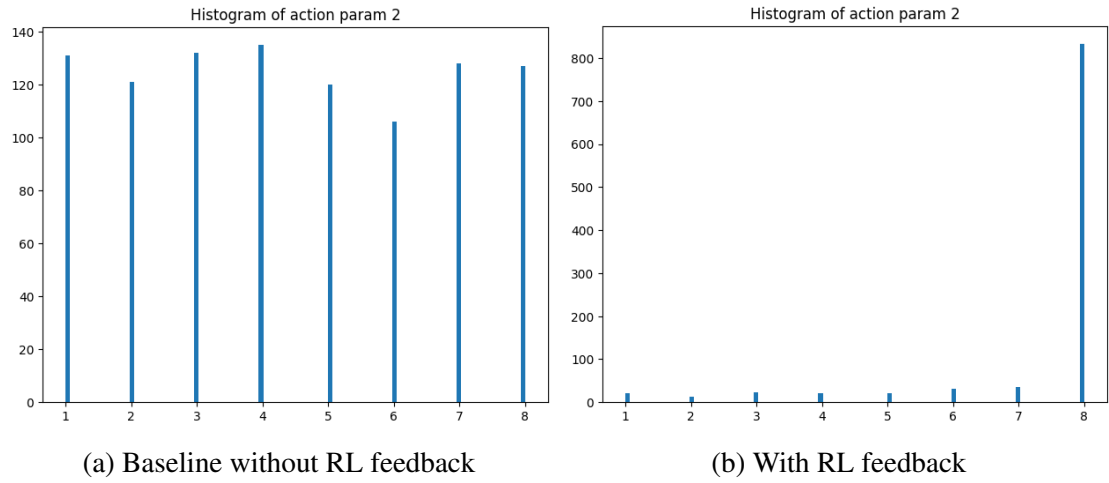 Histogram of action param 2
140
120
100
80
60
40
20
0
1 2 3 4 5 6 7 8
(a) Baseline without RL feedback
Histogram of action param 2
800
700
600
500
400
300
200
100
0
1 2 3 4 5 6 7 8
(b) With RL feedback